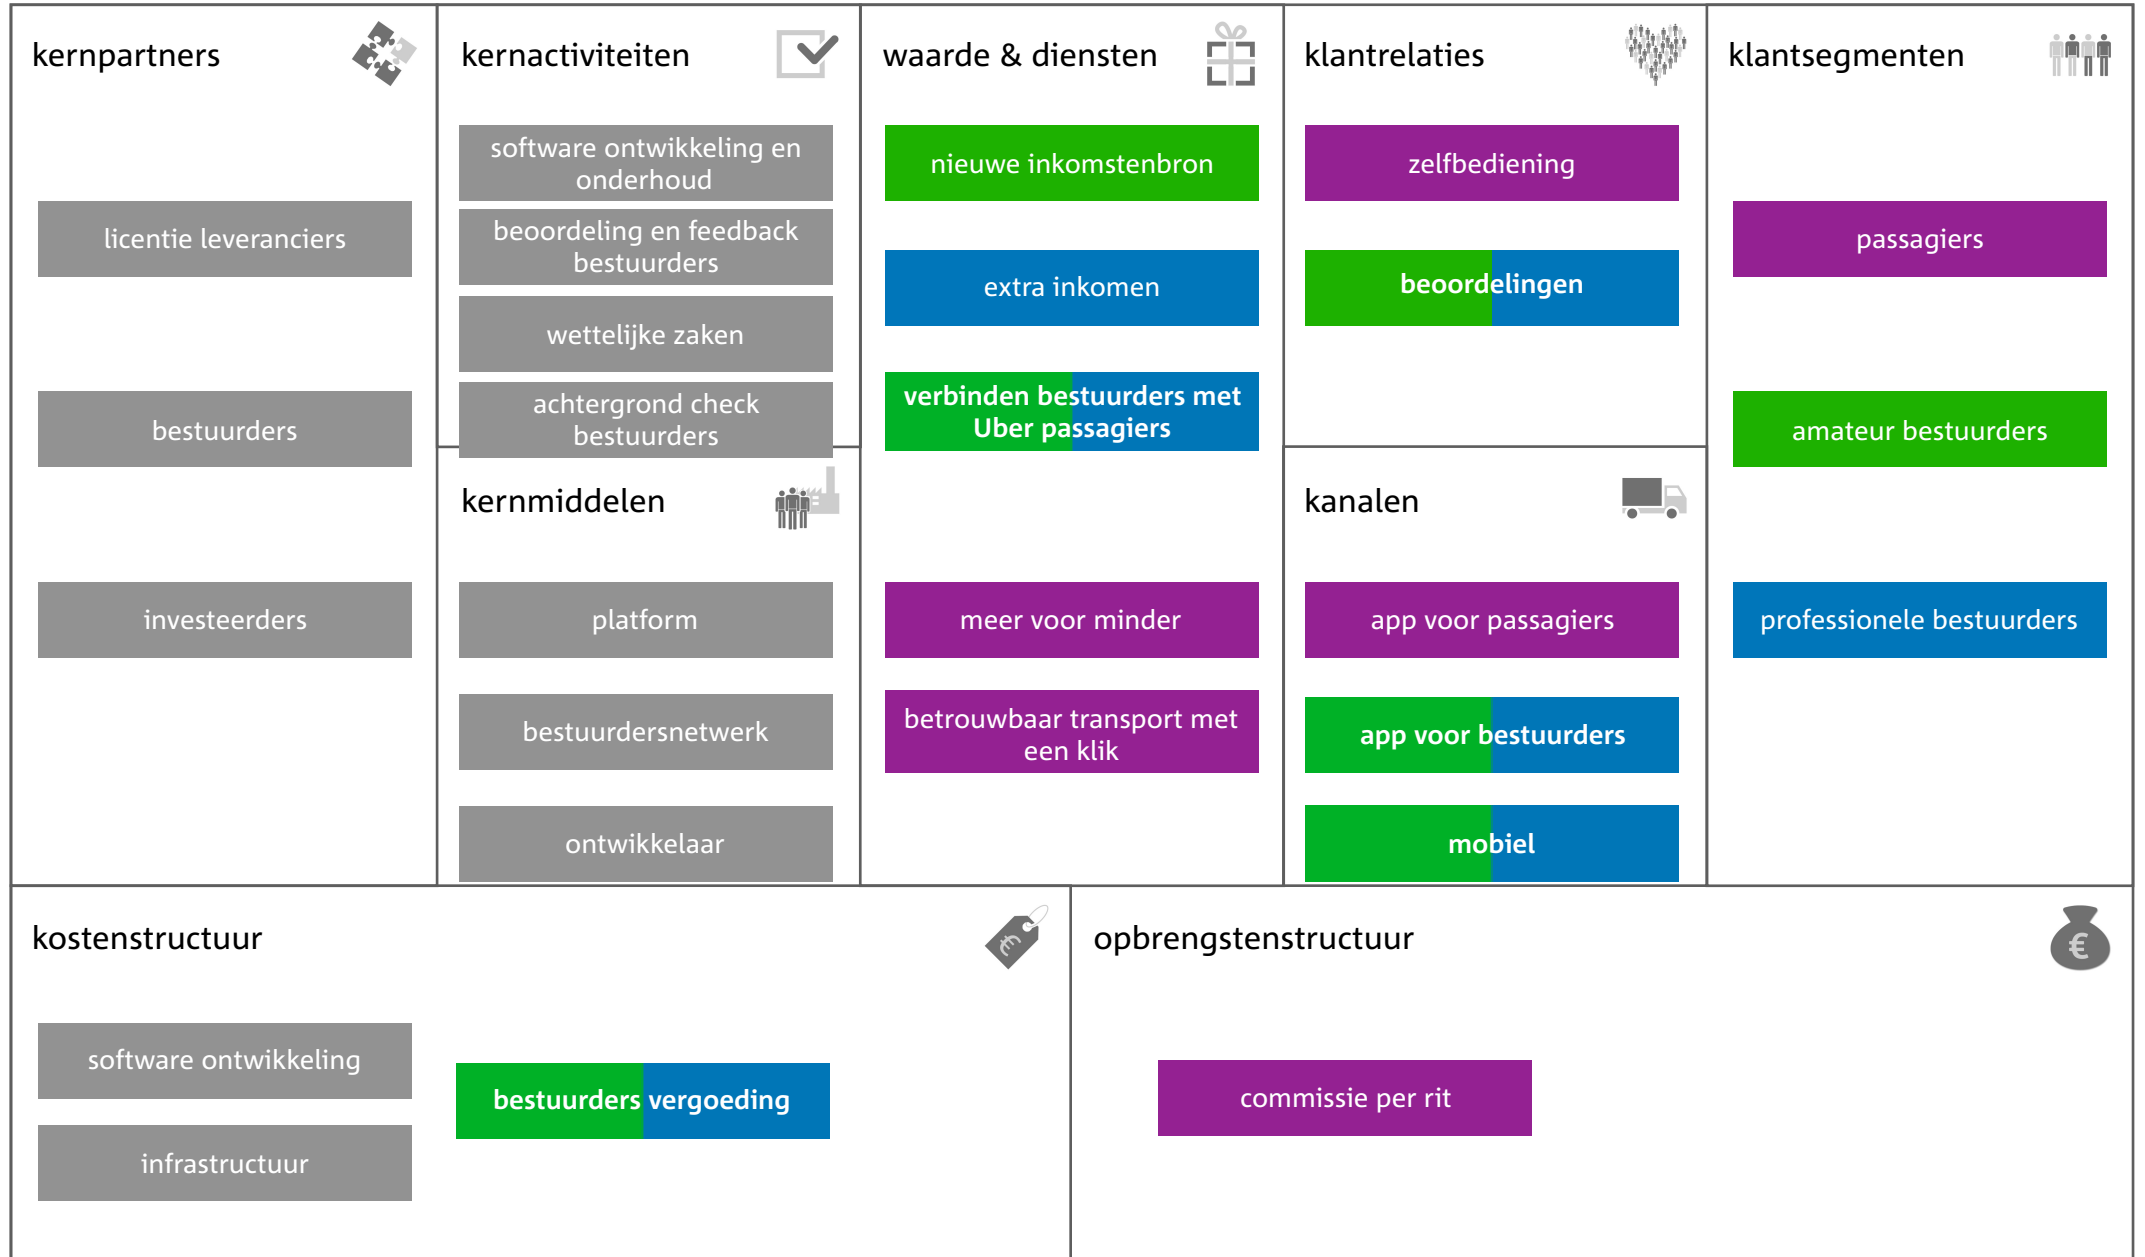 kernpartners
licentie leveranciers
bestuurders
investeerders
kernactiviteiten
software ontwikkeling en
onderhoud
beoordeling en feedback
bestuurders
wettelijke zaken
achtergrond check
bestuurders
kernmiddelen
platform
bestuurdersnetwerk
ontwikkelaar
waarde & diensten
nieuwe inkomstenbron
extra inkomen
verbinden bestuurders met
Uber passagiers
meer voor minder
betrouwbaar transport met
een klik
klantrelaties
zelfbediening
beoordelingen
kanalen
app voor passagiers
app voor bestuurders
mobiel
klantsegmenten
passagiers
amateur bestuurders
professionele bestuurders
kostenstructuur
€
software ontwikkeling
infrastructuur
bestuurders vergoeding
opbrengstenstructuur
€
commissie per rit